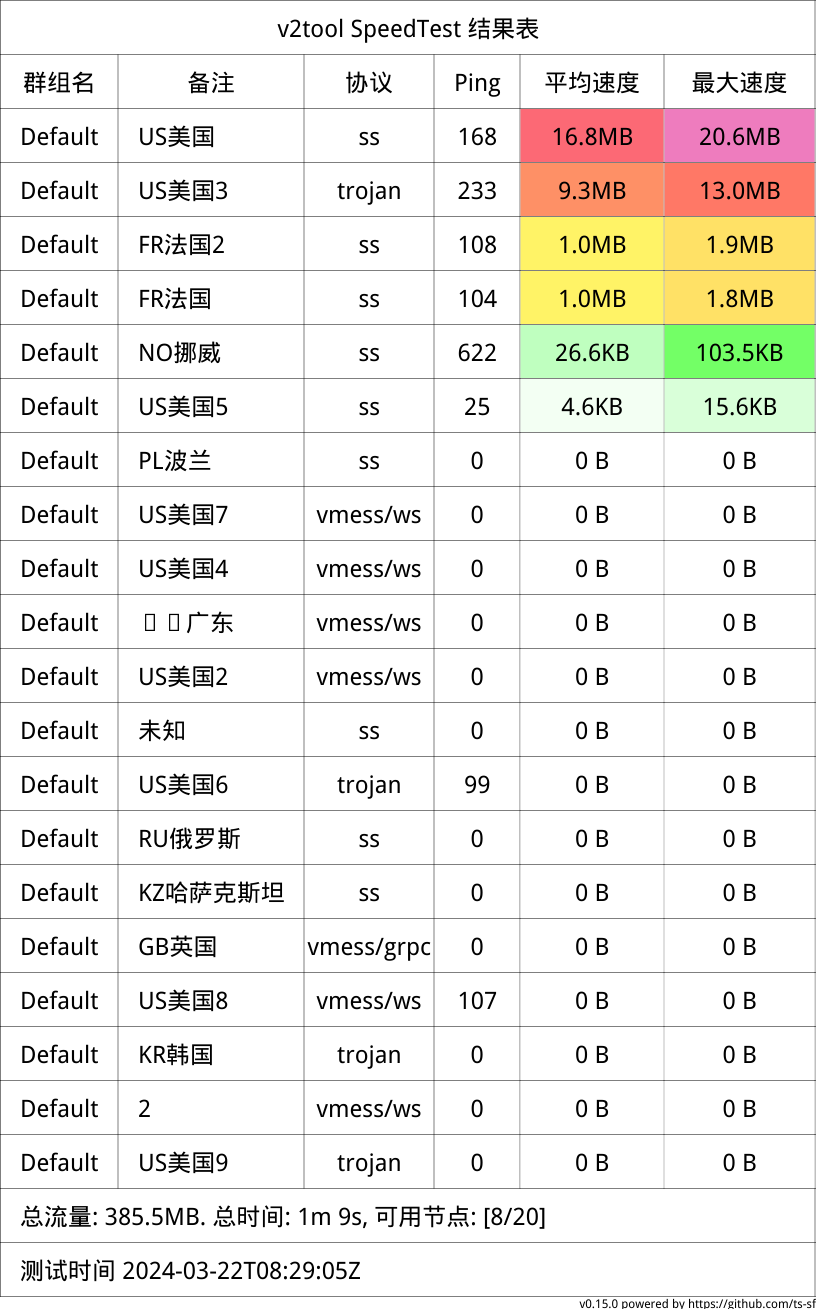 v2tool SpeedTest 结果表
群组名 备注 协议 Ping 平均速度 最大速度
Default US美国 ss 168 16.8MB 20.6MB
Default US美国3 trojan 233 9.3MB 13.0MB
Default FR法国2 ss 108 1.0MB 1.9MB
Default FR法国 ss 104 1.0MB 1.8MB
Default NO挪威 ss 622 26.6KB 103.5KB
Default US美国5 ss 25 4.6KB 15.6KB
Default PL波兰 ss 0 0 B 0 B
Default US美国7 vmess/ws 0 0 B 0 B
Default US美国4 vmess/ws 0 0 B 0 B
Default 广东 vmess/ws 0 0 B 0 B
Default US美国2 vmess/ws 0 0 B 0 B
Default 未知 ss 0 0 B 0 B
Default US美国6 trojan 99 0 B 0 B
Default RU俄罗斯 ss 0 0 B 0 B
Default KZ哈萨克斯坦 ss 0 0 B 0 B
Default GB英国 vmess/grpc 0 0 B 0 B
Default US美国8 vmess/ws 107 0 B 0 B
Default KR韩国 trojan 0 0 B 0 B
Default 2 vmess/ws 0 0 B 0 B
Default US美国9 trojan 0 0 B 0 B
总流量: 385.5MB. 总时间: 1m 9s, 可用节点: [8/20]
测试时间 2024-03-22T08:29:05Z
v0.15.0 powered by https://github.com/ts-sf